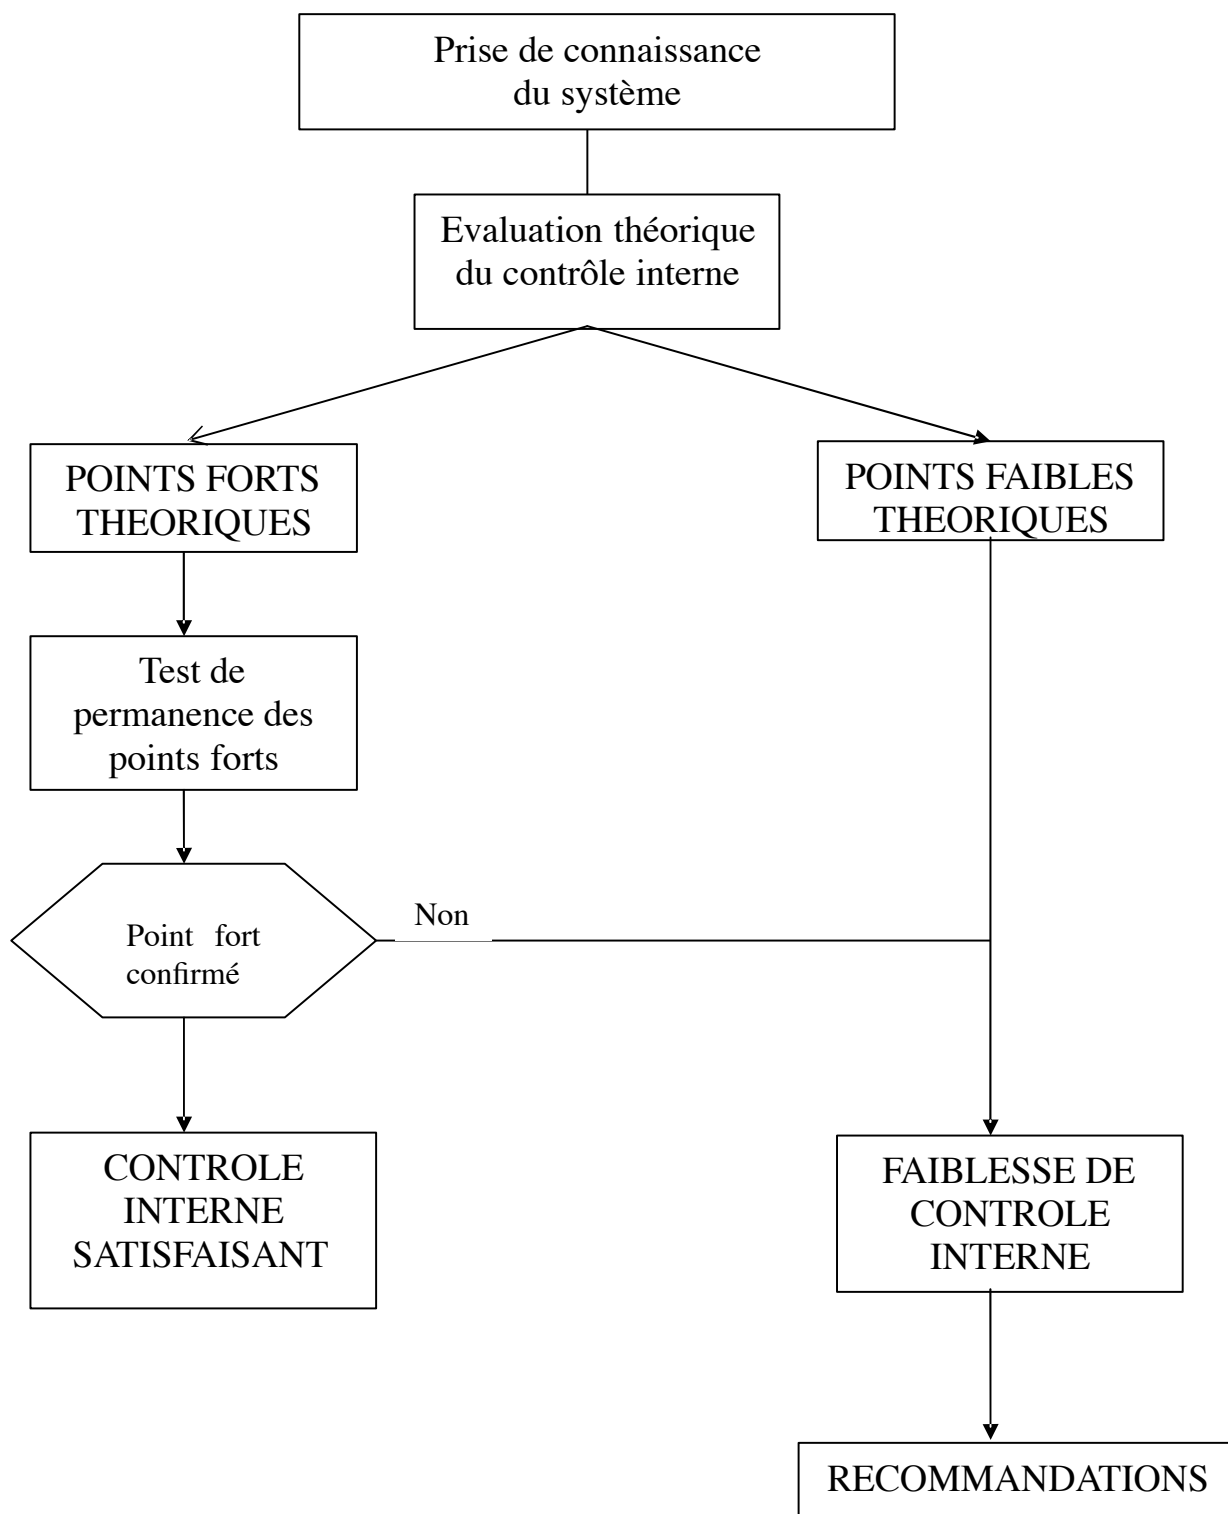 Prise de connaissance
du système
Evaluation théorique
du contrôle interne
POINTS FORTS
THEORIQUES
POINTS FAIBLES
THEORIQUES
Test de
permanence des
points forts
Non
Point fort
confirmé
CONTROLE
INTERNE
SATISFAISANT
FAIBLESSE DE
CONTROLE
INTERNE
RECOMMANDATIONS